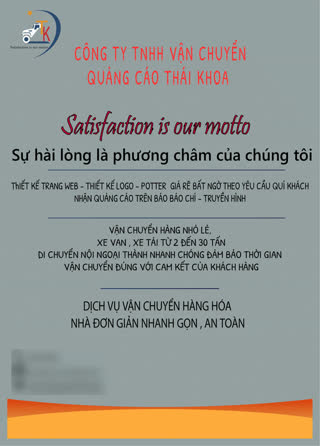 TK
CÔNG TY TNHH VẬN CHUYỂN
QUẢNG CÁO THÁI KHOA
Satisfaction is our motto
Sự hài lòng là phương châm của chúng tôi
THIẾT KẾ TRANG WEB - THIẾT KẾ LOGO - POTTER GIÁ RẺ BẤT NGỜ THEO YÊU CẦU QUÍ KHÁCH
NHẬN QUẢNG CÁO TRÊN BÁO BÁO CHÍ - TRUYỀN HÌNH
VẬN CHUYỂN HÀNG NHỎ LẺ,
XE VAN , XE TẢI TỪ 2 ĐẾN 30 TẤN
DI CHUYỂN NỘI NGOẠI THÀNH NHANH CHÓNG ĐẢM BẢO THỜI GIAN
VẬN CHUYỂN ĐÚNG VỚI CAM KẾT CỦA KHÁCH HÀNG
DỊCH VỤ VẬN CHUYỂN HÀNG HÓA
NHÀ ĐƠN GIẢN NHANH GỌN , AN TOÀN